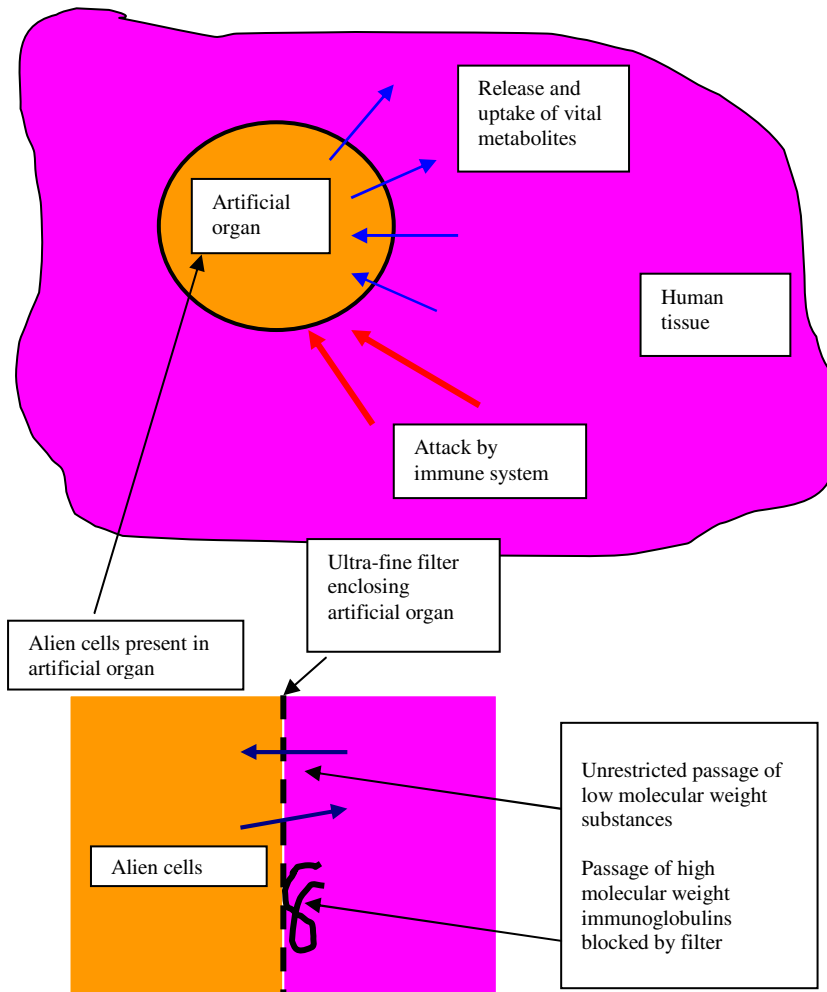 Release and
uptake of vital
metabolites
Artificial
organ
Human
tissue
Attack by
immune system
Ultra-fine filter
enclosing
artificial organ
Alien cells present in
artificial organ
Unrestricted passage of
low molecular weight
substances
Alien cells
Passage of high
molecular weight
immunoglobulins
blocked by filter